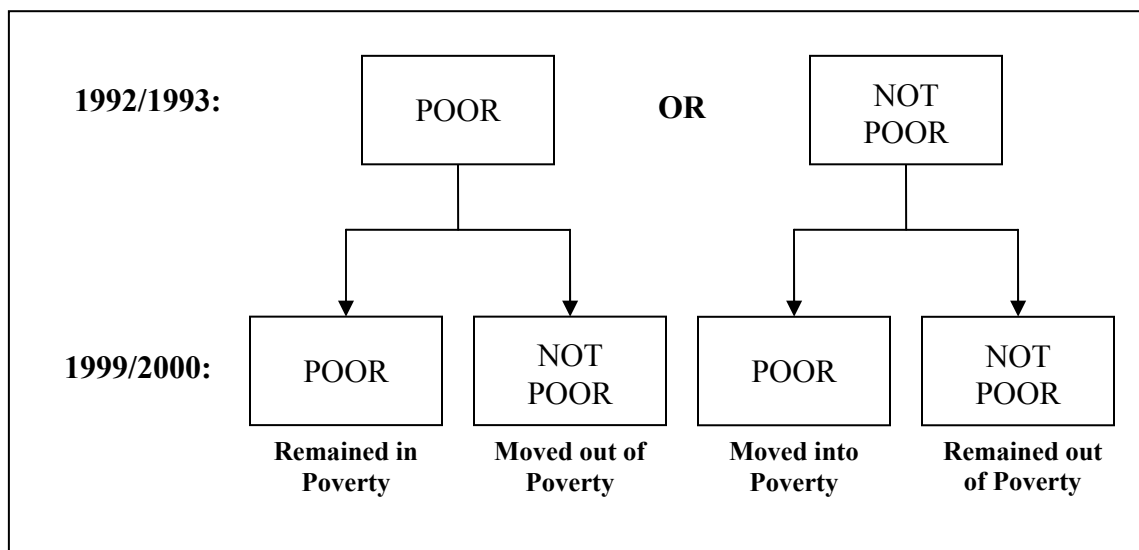 1992/1993:
POOR
OR
NOT
POOR
1999/2000:
POOR
NOT
POOR
POOR
NOT
POOR
Remained in
Poverty
Moved out of
Poverty
Moved into
Poverty
Remained out
of Poverty